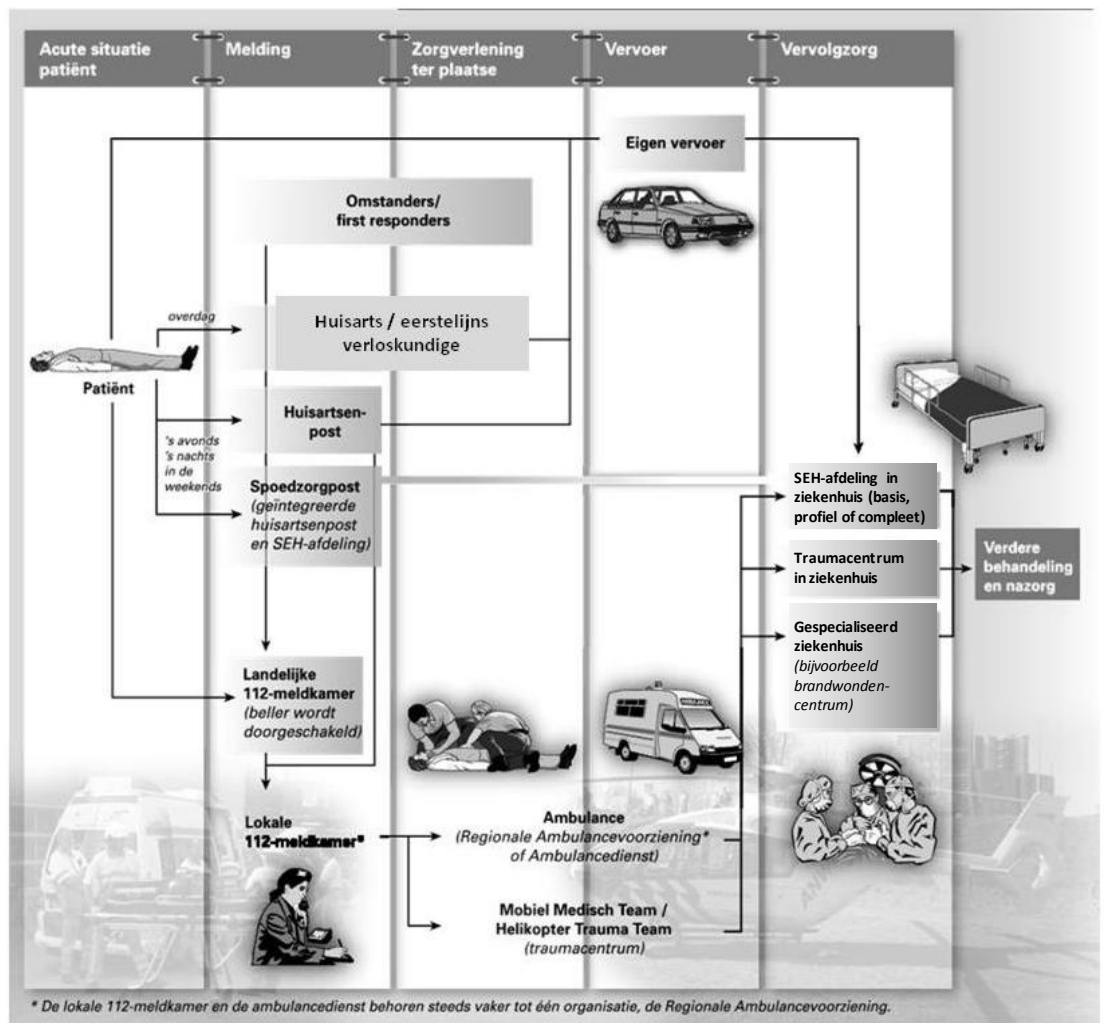 Acute situatie
patiënt
Melding
Zorgverlening
ter plaatse
Vervoer
Vervolgzorg
Eigen vervoer
Omstanders/
first responders
overdag
Huisarts / eerstelijns
verloskundige
Patiënt
Huisartsen-
post
's avonds
's nachts
in de
weekends
Spoedzorgpost
(geïntegreerde
huisartsenpost
en SEH-afdeling)
SEH-afdeling in
ziekenhuis (basis,
profiel of compleet)
Traumacentrum
in ziekenhuis
Verdere
behandeling
en nazorg
Gespecialiseerd
ziekenhuis
(bijvoorbeeld
brandwonden-
centrum)
Landelijke
112-meldkamer
(beller wordt
doorgeschakeld)
AMBULANCE
Lokale
112-meldkamer*
Ambulance
(Regionale Ambulancevoorziening*
of Ambulancedienst)
Mobiel Medisch Team /
Helikopter Trauma Team
(traumacentrum)
* De lokale 112-meldkamer en de ambulancedienst behoren steeds vaker tot één organisatie, de Regionale Ambulancevoorziening.